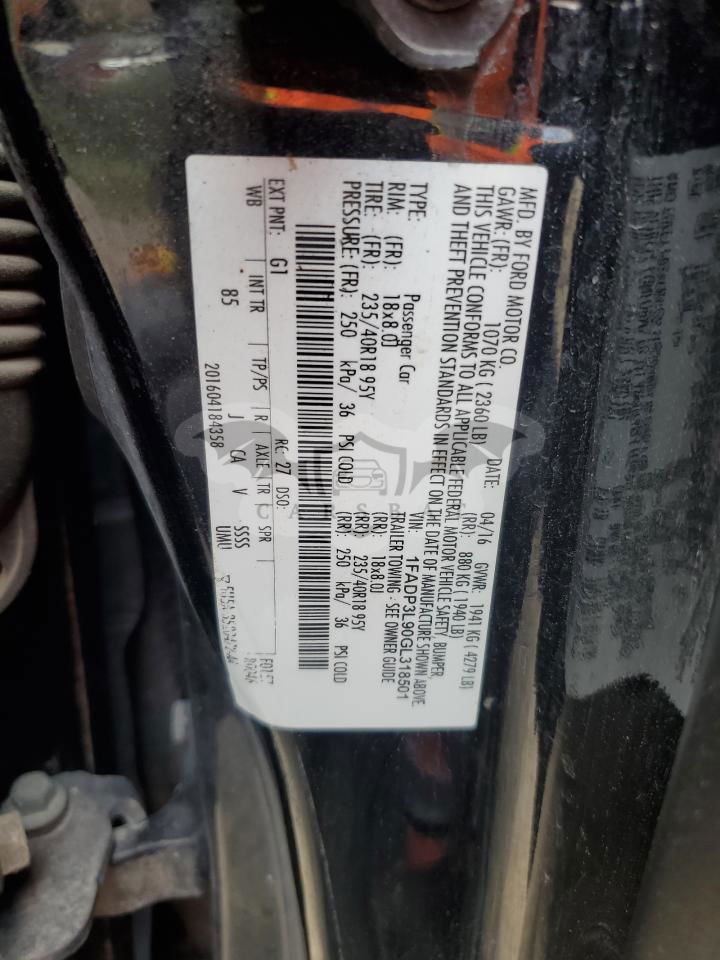 MFD. BY FORD MOTOR CO.
DATE: 04/16 GVWR: 1941 KG ( 4279 LB)
GAWR: (FR): 1070 KG ( 2360 LB) (RR): 880 KG ( 1940 LB)
THIS VEHICLE CONFORMS TO ALL APPLICABLE FEDERAL MOTOR VEHICLE SAFETY, BUMPER,
AND THEFT PREVENTION STANDARDS IN EFFECT ON THE DATE OF MANUFACTURE SHOWN ABOVE.
VIN: 1FADP3L90GL318501
TYPE: Passenger Car TRAILER TOWING - SEE OWNER GUIDE
RIM: (FR): 18x8.0J (RR): 18x8.0J
TIRE: (FR): 235/40R18 95Y (RR): 235/40R18 95Y
PRESSURE: (FR): 250 kPa/ 36 PSI COLD (RR): 250 kPa/ 36 PSI COLD
EXT PNT: G1 RC: 27 DSO:
WB INT TR TP/PS R AXLE TR SPR
85 J CA V SSSS
201604184358 UMU